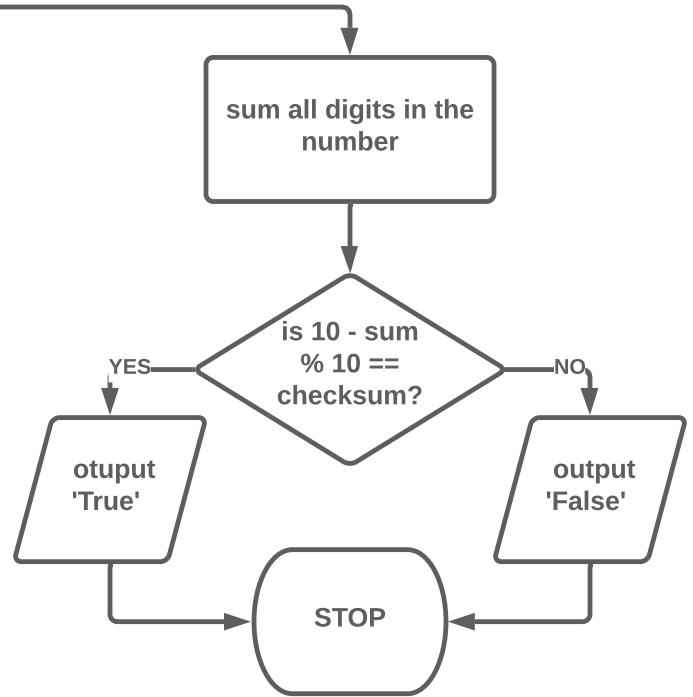 sum all digits in the
number
is 10 - sum
% 10 ==
checksum?
YES
NO
otuput
'True'
output
'False'
STOP